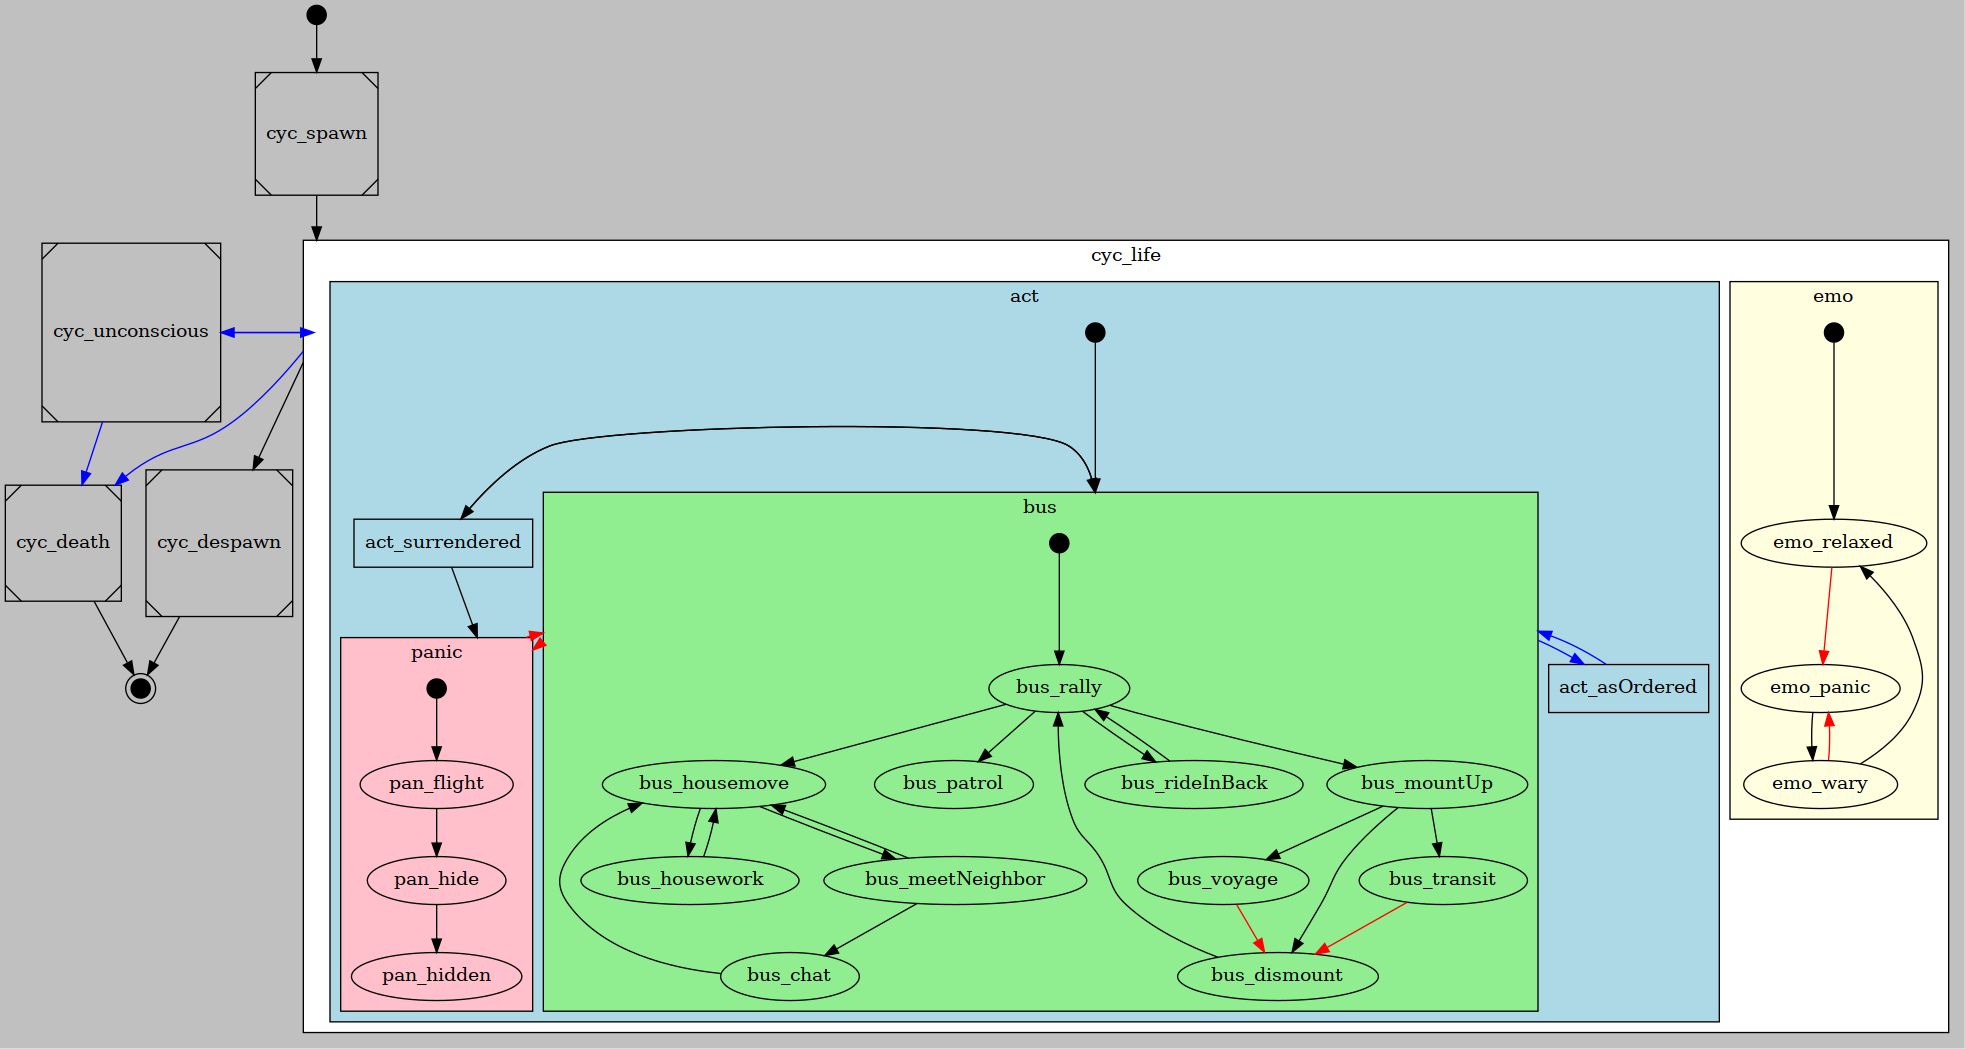 cyc_spawn
cyc_life
act
emo
cyc_unconscious
bus
act_surrendered
cyc_death
cyc_despawn
emo_relaxed
panic
bus_rally
act_asOrdered
emo_panic
pan_flight
bus_housemove
bus_patrol
bus_rideInBack
bus_mountUp
emo_wary
pan_hide
bus_housework
bus_meetNeighbor
bus_voyage
bus_transit
pan_hidden
bus_chat
bus_dismount